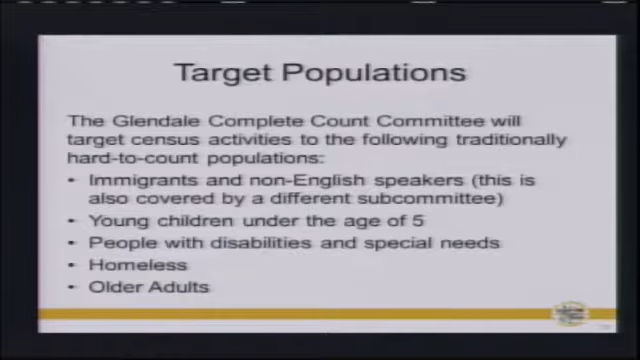 Target Populations
The Glendale Complete Count Committee will
target census activities to the following traditionally
hard-to-count populations:
• Immigrants and non-English speakers (this is
also covered by a different subcommittee)
• Young children under the age of 5
• People with disabilities and special needs
• Homeless
• Older Adults